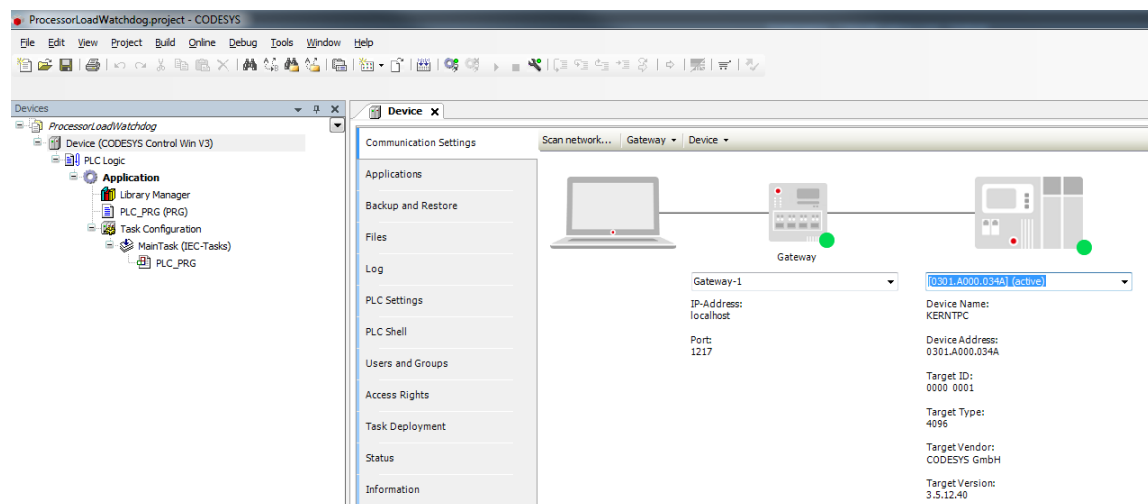 ProcessorLoadWatchdog.project - CODESYS
File Edit View Project Build Online Debug Tools Window Help
Devices
ProcessorLoadWatchdog
Device (CODESYS Control Win V3)
PLC Logic
Application
Library Manager
PLC_PRG (PRG)
Task Configuration
MainTask (IEC-Tasks)
PLC_PRG
Device
Communication Settings
Applications
Backup and Restore
Files
Log
PLC Settings
PLC Shell
Users and Groups
Access Rights
Task Deployment
Status
Information
Scan network... Gateway Device
Gateway
Gateway-1
IP-Address:
localhost
Port:
1217
[0301.A000.034A] (active)
Device Name:
KERNTPC
Device Address:
0301.A000.034A
Target ID:
0000 0001
Target Type:
4096
Target Vendor:
CODESYS GmbH
Target Version:
3.5.12.40